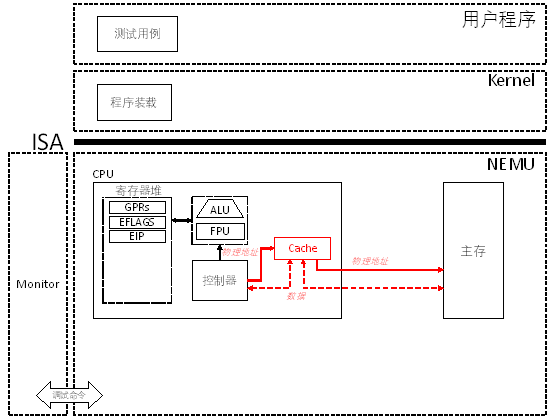 用户程序
测试用例
Kernel
程序装载
ISA
NEMU
CPU
寄存器堆
GPRs
EFLAGS
EIP
ALU
FPU
物理地址
Cache
物理地址
主存
控制器
数据
Monitor
调试命令